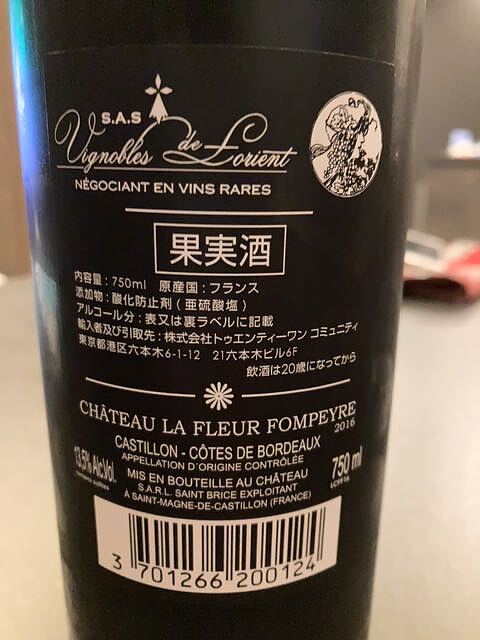 S.A.S
Vignobles de Lorient
NÉGOCIANT EN VINS RARES
果実酒
内容量：750ml 原産国：フランス
添加物：酸化防止剤（亜硫酸塩）
アルコール分：表又は裏ラベルに記載
輸入者及び引取先：株式会社トゥエンティーワン コミュニティ
東京都港区六本木6-1-12 21六本木ビル6F
飲酒は20歳になってから
CHÂTEAU LA FLEUR FOMPEYRE
2016
CASTILLON - CÔTES DE BORDEAUX
APPELLATION D'ORIGINE CONTRÔLÉE
13,5% Alc./Vol.
750 ml
MIS EN BOUTEILLE AU CHÂTEAU
S.A.R.L. SAINT BRICE EXPLOITANT
À SAINT-MAGNE-DE-CASTILLON (FRANCE)
3 701266 200124